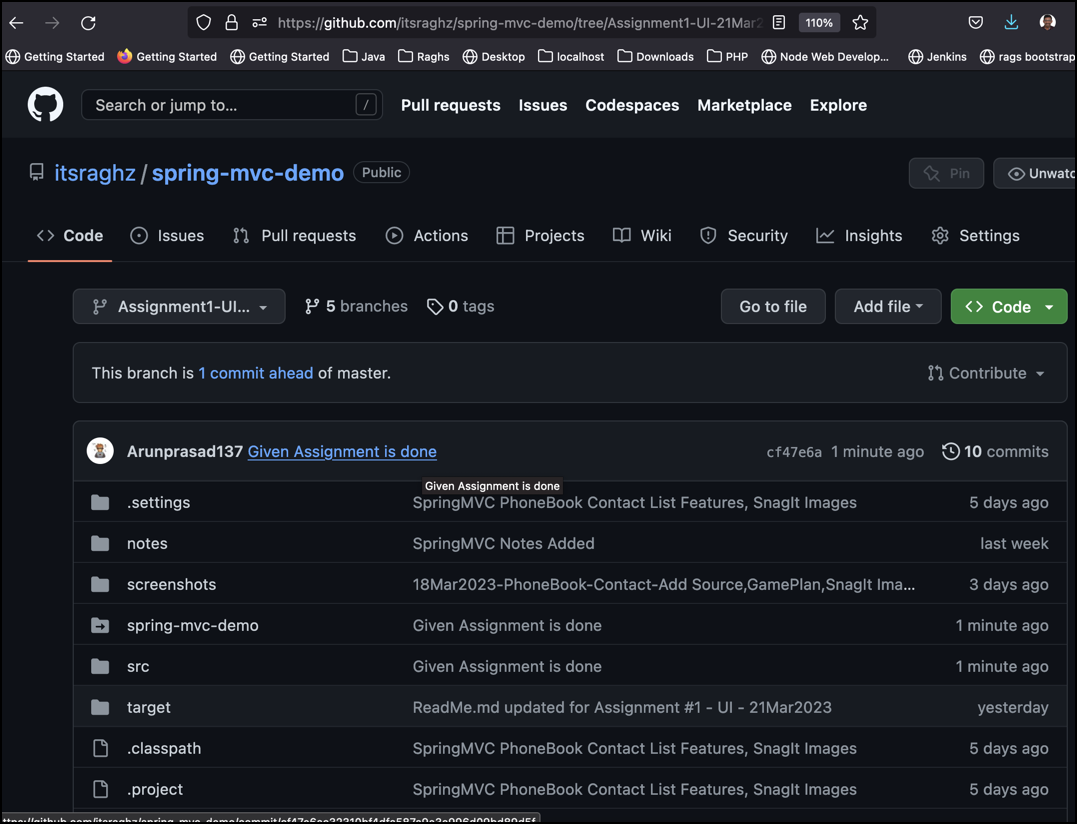 https://github.com/itsraghz/spring-mvc-demo/tree/Assignment1-UI-21Mar2 110%
Getting Started Getting Started Getting Started Java Raghs Desktop localhost Downloads PHP Node Web Develop... Jenkins rags bootstrap
Search or jump to... / Pull requests Issues Codespaces Marketplace Explore
itsraghz / spring-mvc-demo Public Pin Unwatc
Code Issues Pull requests Actions Projects Wiki Security Insights Settings
Assignment1-UI... 5 branches 0 tags Go to file Add file Code
This branch is 1 commit ahead of master. Contribute
Arunprasad137 Given Assignment is done cf47e6a 1 minute ago 10 commits
Given Assignment is done
.settings SpringMVC PhoneBook Contact List Features, SnagIt Images 5 days ago
notes SpringMVC Notes Added last week
screenshots 18Mar2023-PhoneBook-Contact-Add Source,GamePlan,SnagIt Ima... 3 days ago
spring-mvc-demo Given Assignment is done 1 minute ago
src Given Assignment is done 1 minute ago
target ReadMe.md updated for Assignment #1 - UI - 21Mar2023 yesterday
.classpath SpringMVC PhoneBook Contact List Features, SnagIt Images 5 days ago
.project SpringMVC PhoneBook Contact List Features, SnagIt Images 5 days ago